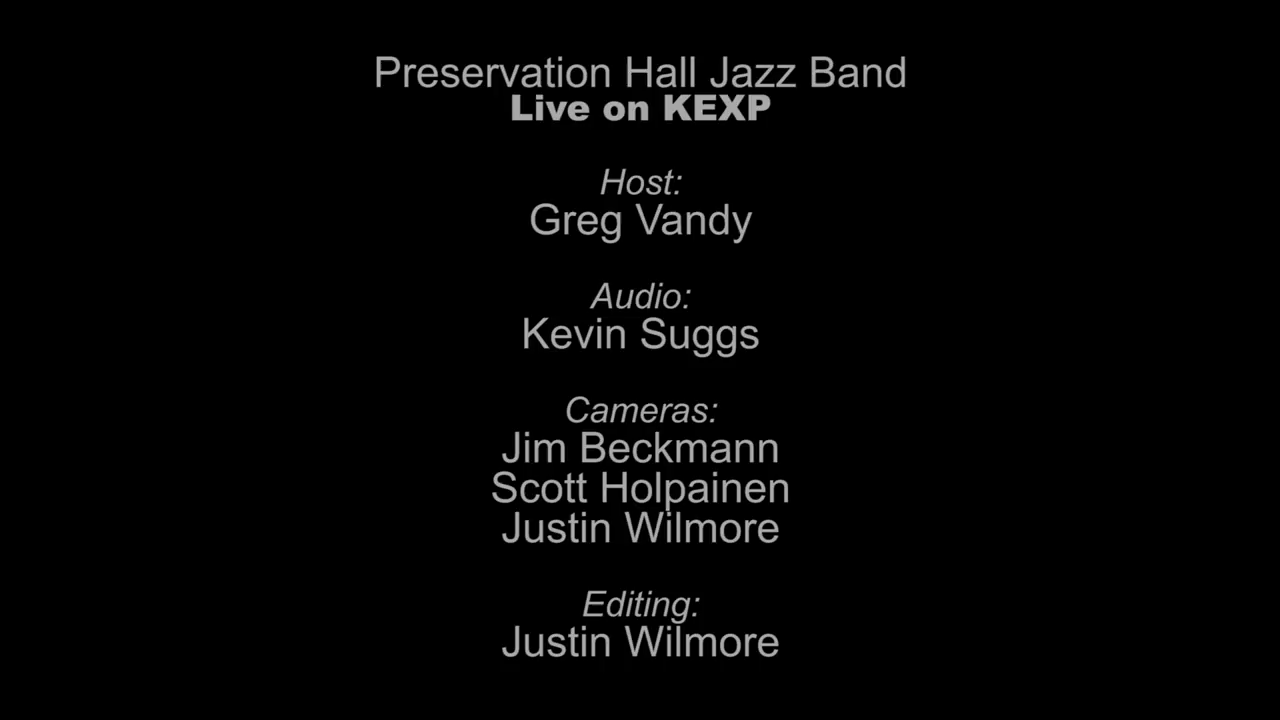 Preservation Hall Jazz Band
Live on KEXP
Host:
Greg Vandy
Audio:
Kevin Suggs
Cameras:
Jim Beckmann
Scott Holpainen
Justin Wilmore
Editing:
Justin Wilmore